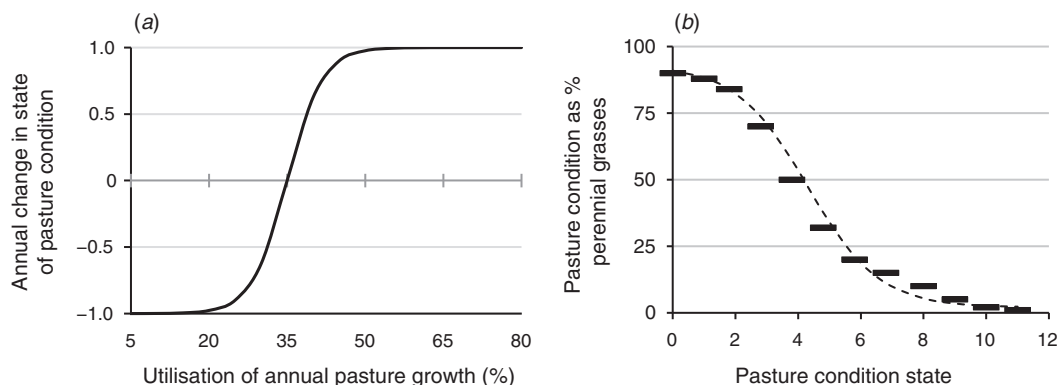 (a)
1.0
0.5
0
–0.5
–1.0
5
20
35
50
65
80
Annual change in state
of pasture condition
Utilisation of annual pasture growth (%)
(b)
100
75
50
25
0
0
2
4
6
8
10
12
Pasture condition as %
perennial grasses
Pasture condition state